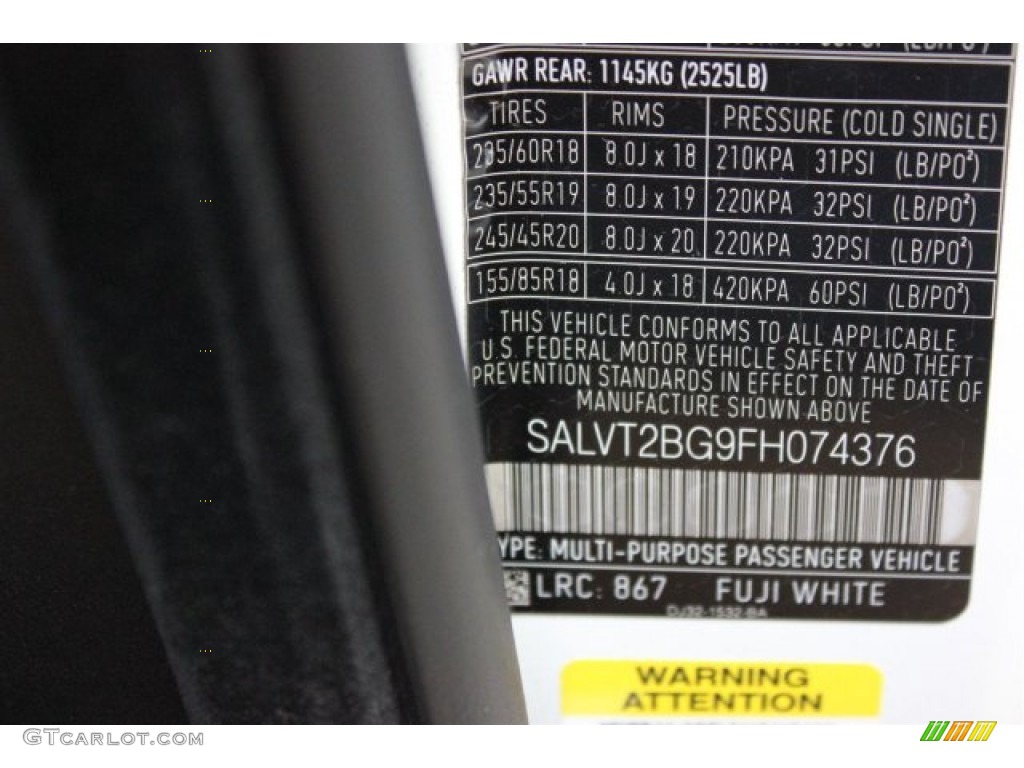 GAWR REAR: 1145KG (2525LB)
TIRES RIMS PRESSURE (COLD SINGLE)
235/60R18 8.0J x 18 210KPA 31PSI (LB/PO²)
235/55R19 8.0J x 19 220KPA 32PSI (LB/PO²)
245/45R20 8.0J x 20 220KPA 32PSI (LB/PO²)
155/85R18 4.0J x 18 420KPA 60PSI (LB/PO²)
THIS VEHICLE CONFORMS TO ALL APPLICABLE
U.S. FEDERAL MOTOR VEHICLE SAFETY AND THEFT
PREVENTION STANDARDS IN EFFECT ON THE DATE OF
MANUFACTURE SHOWN ABOVE
SALVT2BG9FH074376
YPE: MULTI-PURPOSE PASSENGER VEHICLE
LRC: 867 FUJI WHITE
DJ32-1532-BA
WARNING
ATTENTION
GTCARLOT.COM